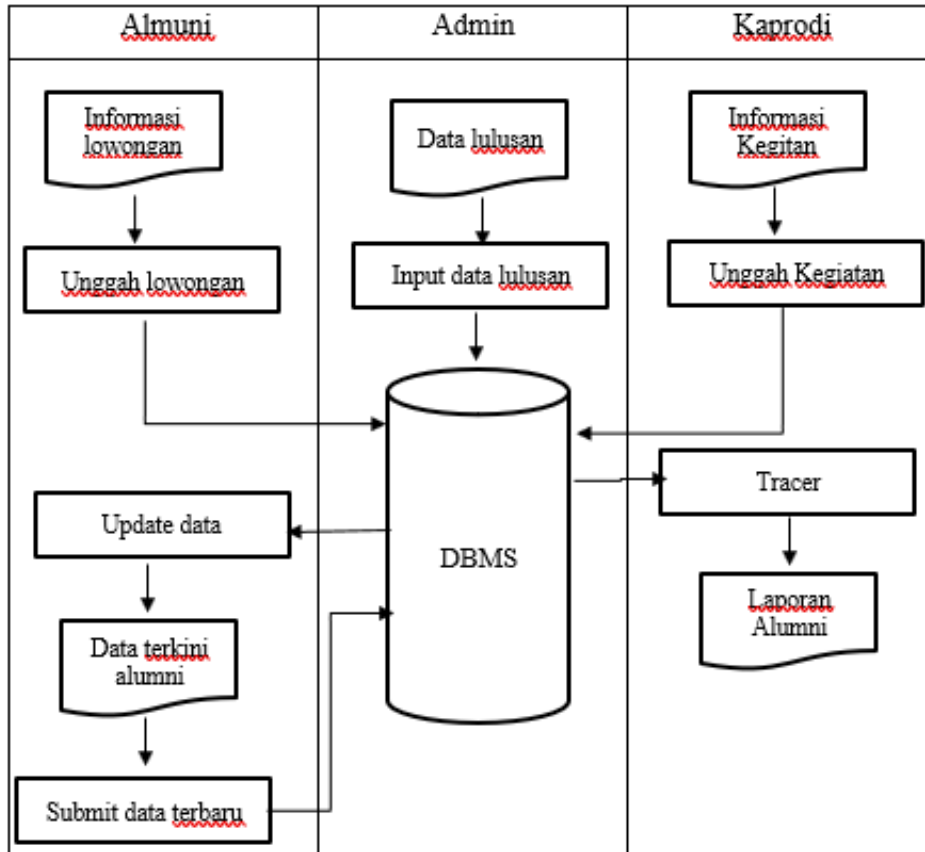 Almuni
Admin
Kaprodi
Informasi
lowongan
Data lulusan
Informasi
Kegitan
Unggah lowongan
Input data lulusan
Unggah Kegiatan
Tracer
Update data
DBMS
Laporan
Alumni
Data terkini
alumni
Submit data terbaru